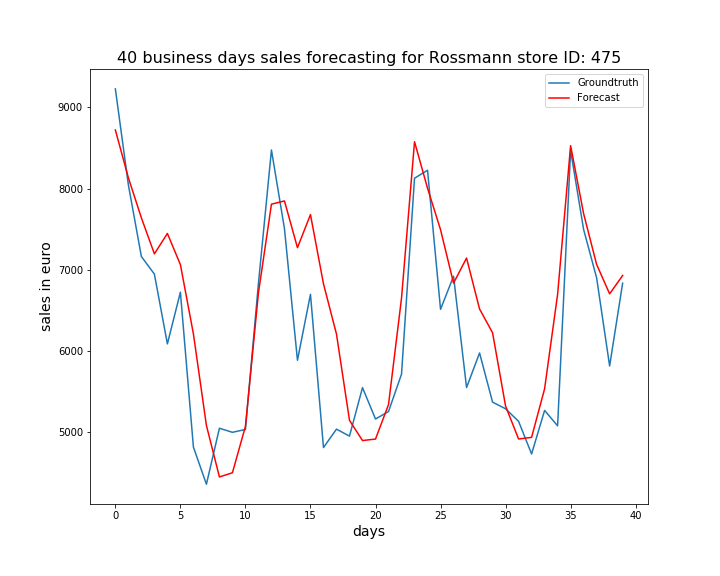 40 business days sales forecasting for Rossmann store ID: 475
Groundtruth
Forecast
9000
8000
7000
6000
5000
sales in euro
0 5 10 15 20 25 30 35 40
days